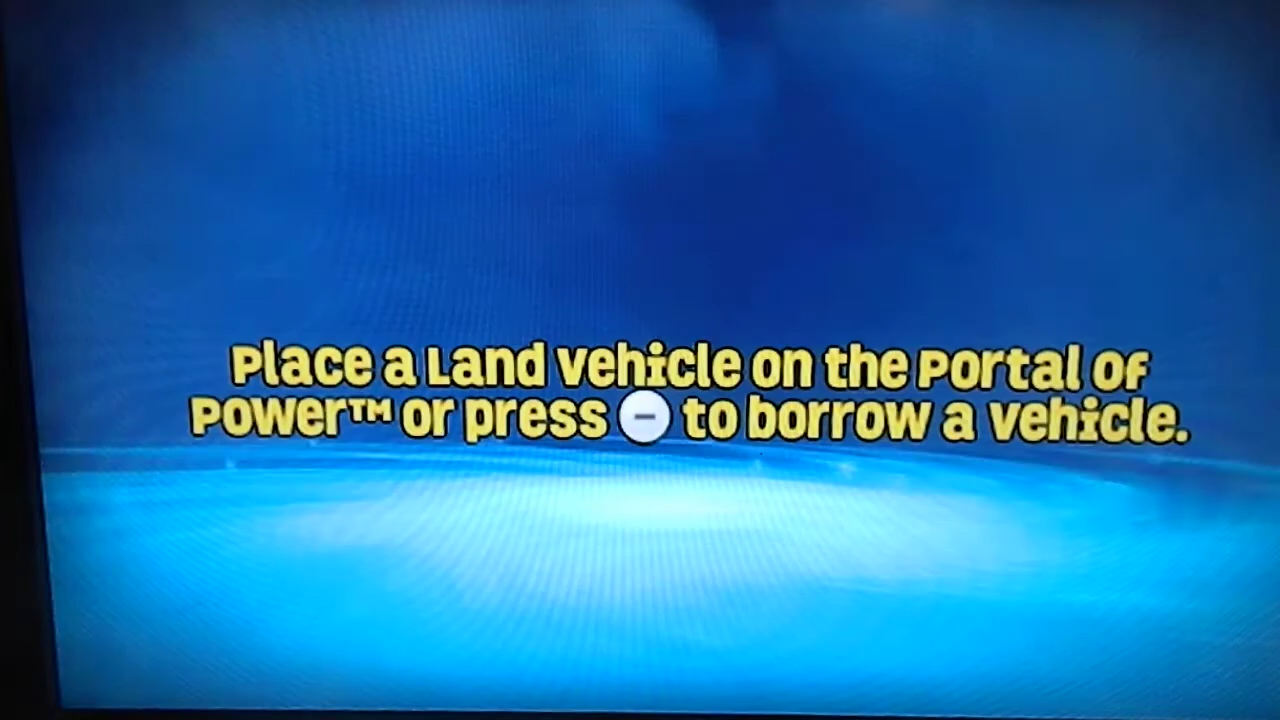 Place a Land vehicle on the Portal of
Power™ or press ⊖ to borrow a vehicle.